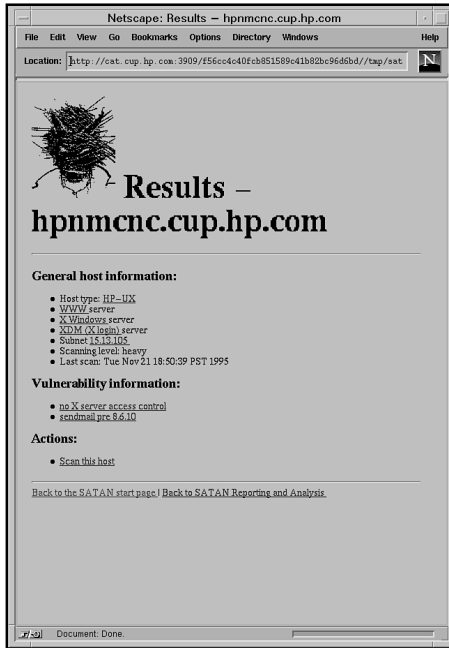 Netscape: Results – hpnmcnc.cup.hp.com
File Edit View Go Bookmarks Options Directory Windows Help
Location: http://cat.cup.hp.com:3909/f56cc4c40fcb851589c41b82bc96d6bd//tmp/sat
N
Results –
hpnmcnc.cup.hp.com
General host information:
Host type: HP–UX
WWW server
X Windows server
XDM (X login) server
Subnet 15.13.105
Scanning level: heavy
Last scan: Tue Nov 21 18:50:39 PST 1995
Vulnerability information:
no X server access control
sendmail pre 8.6.10
Actions:
Scan this host
Back to the SATAN start page | Back to SATAN Reporting and Analysis
Document: Done.